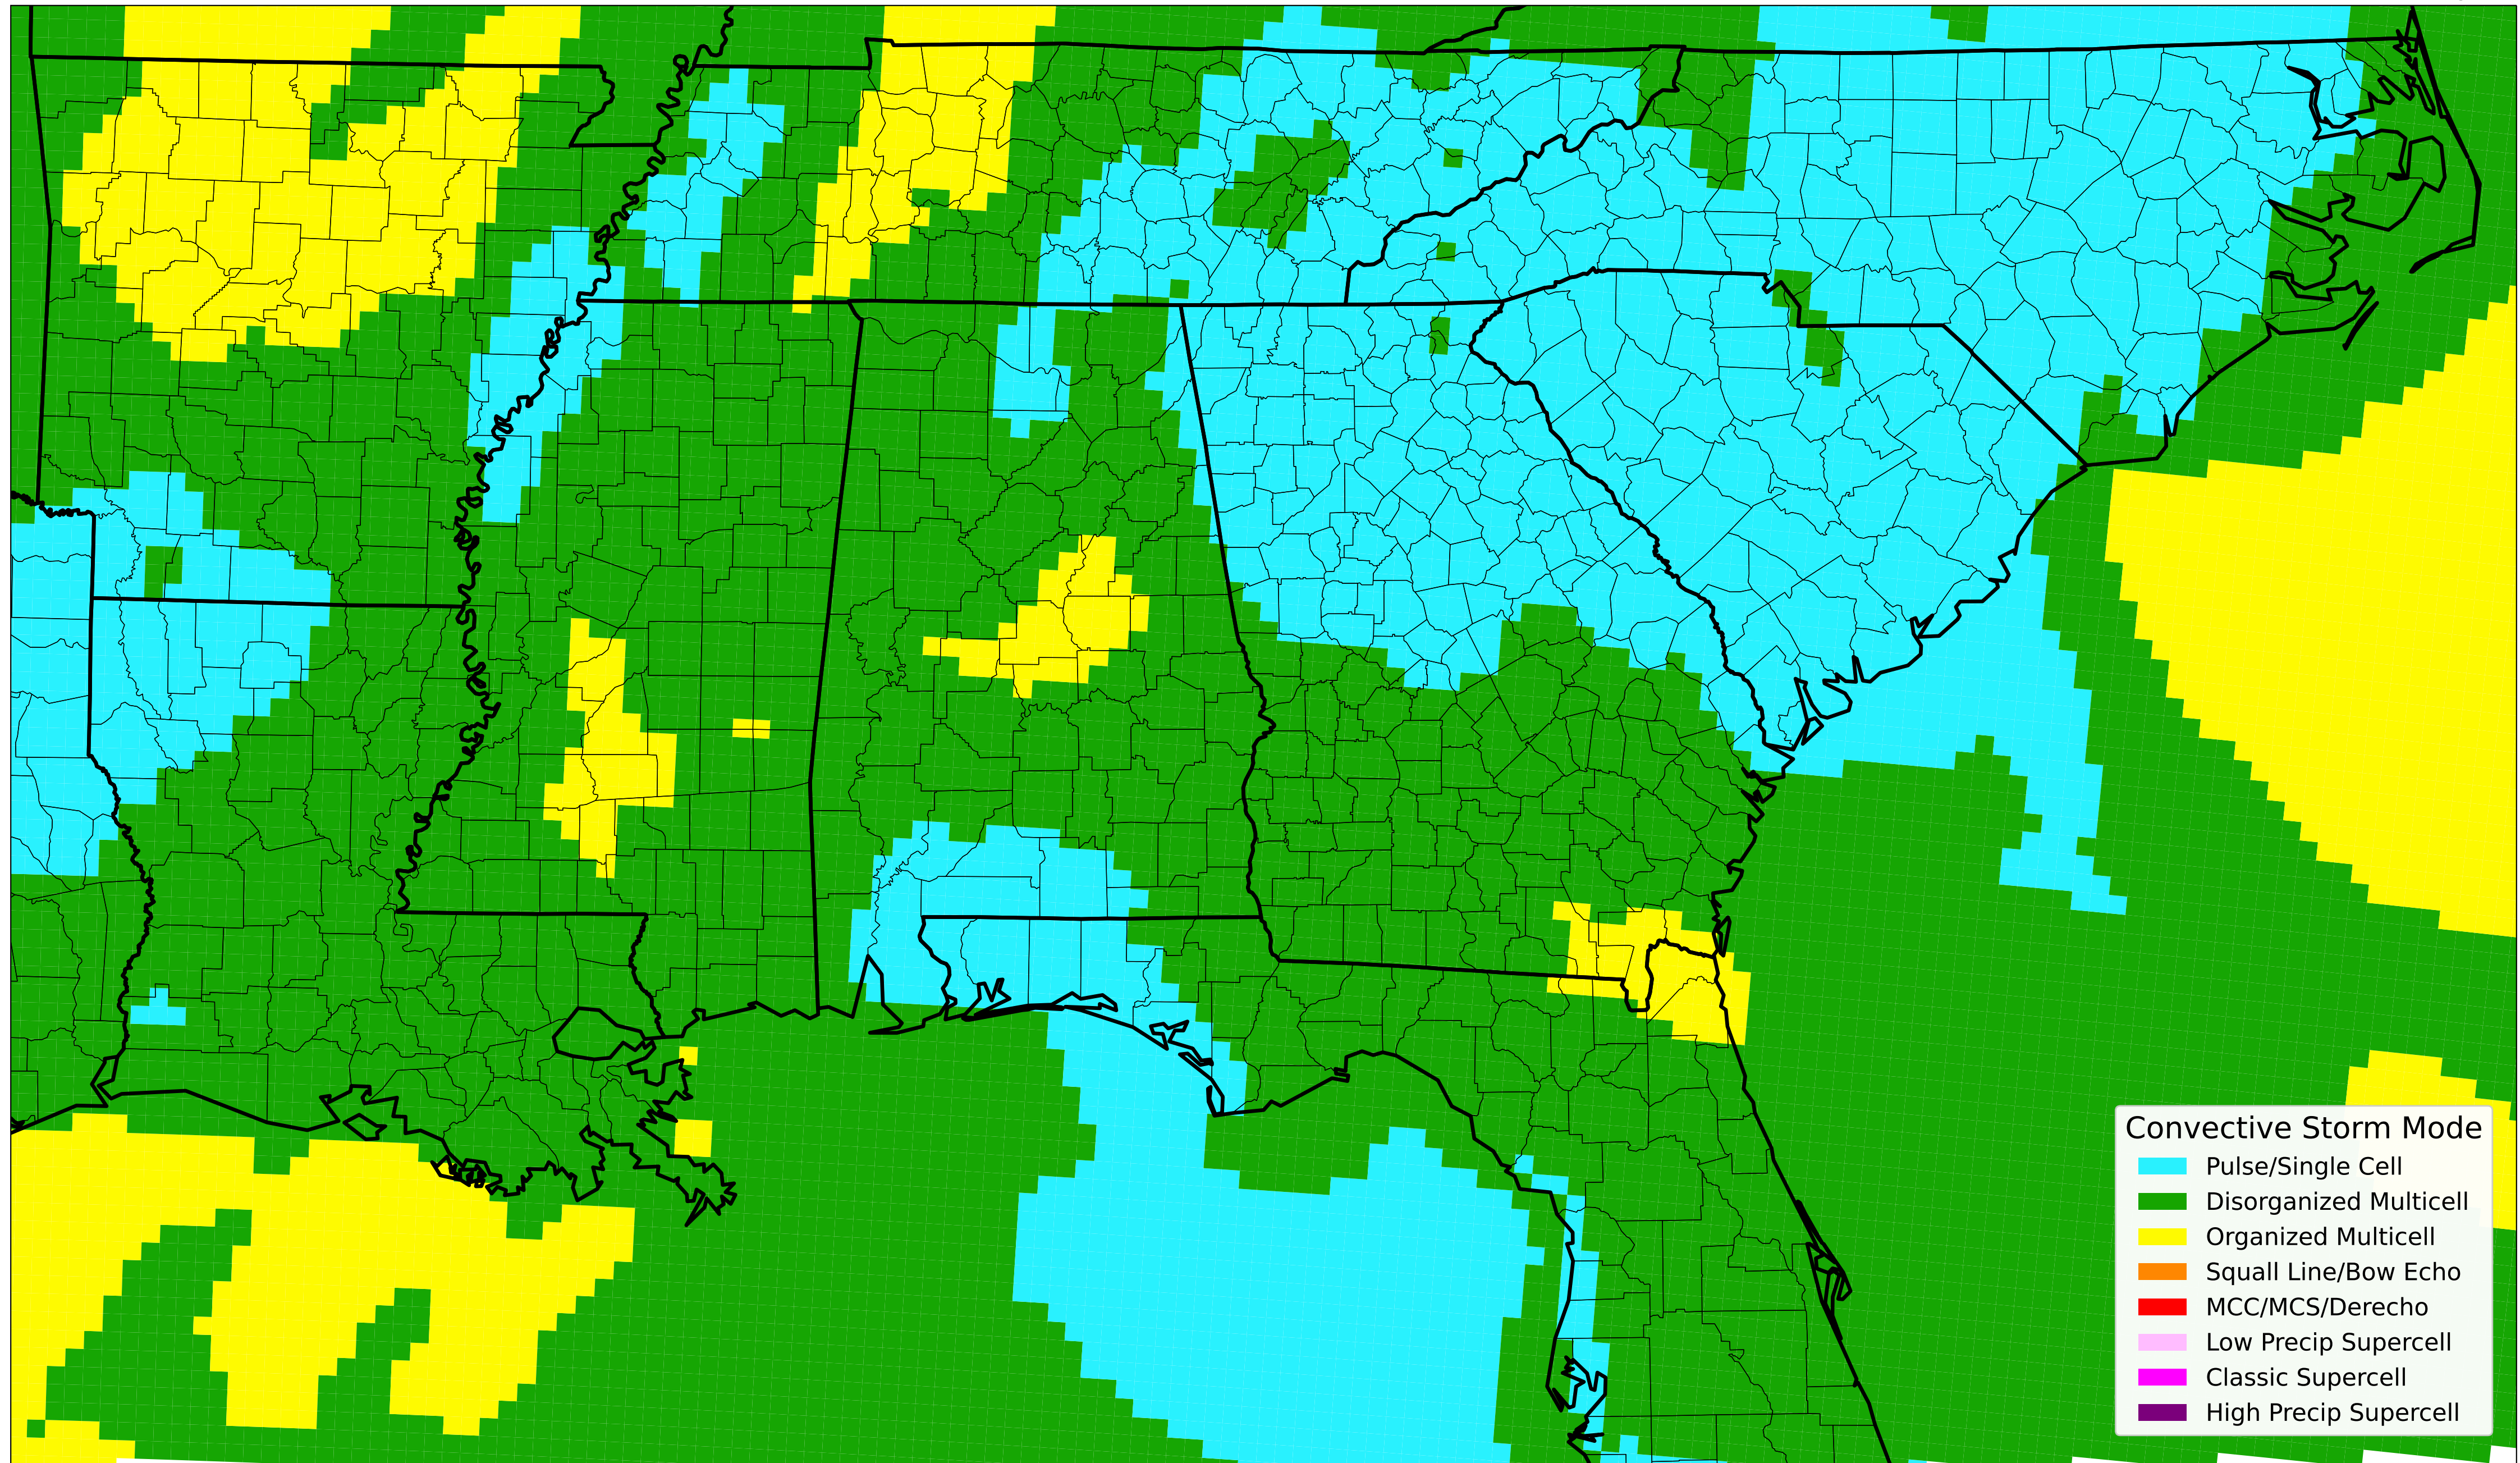 Convective Storm Mode
Pulse/Single Cell
Disorganized Multicell
Organized Multicell
Squall Line/Bow Echo
MCC/MCS/Derecho
Low Precip Supercell
Classic Supercell
High Precip Supercell